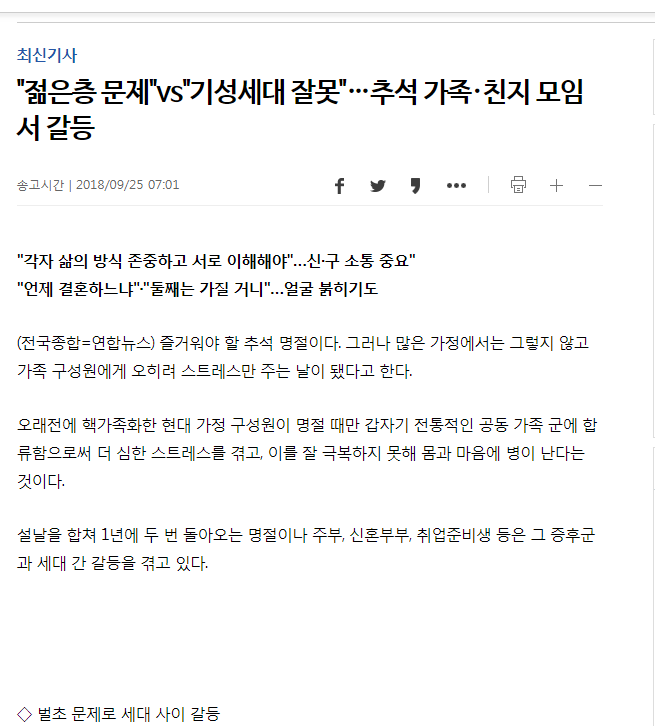 최신기사
"젊은층 문제"vs"기성세대 잘못"…추석 가족·친지 모임
서 갈등
송고시간 | 2018/09/25 07:01
"각자 삶의 방식 존중하고 서로 이해해야"…신·구 소통 중요"
"언제 결혼하느냐"·"둘째는 가질 거니"…얼굴 붉히기도
(전국종합=연합뉴스) 즐거워야 할 추석 명절이다. 그러나 많은 가정에서는 그렇지 않고
가족 구성원에게 오히려 스트레스만 주는 날이 됐다고 한다.
오래전에 핵가족화한 현대 가정 구성원이 명절 때만 갑자기 전통적인 공동 가족 군에 합
류함으로써 더 심한 스트레스를 겪고, 이를 잘 극복하지 못해 몸과 마음에 병이 난다는
것이다.
설날을 합쳐 1년에 두 번 돌아오는 명절이나 주부, 신혼부부, 취업준비생 등은 그 증후군
과 세대 간 갈등을 겪고 있다.
◇ 벌초 문제로 세대 사이 갈등